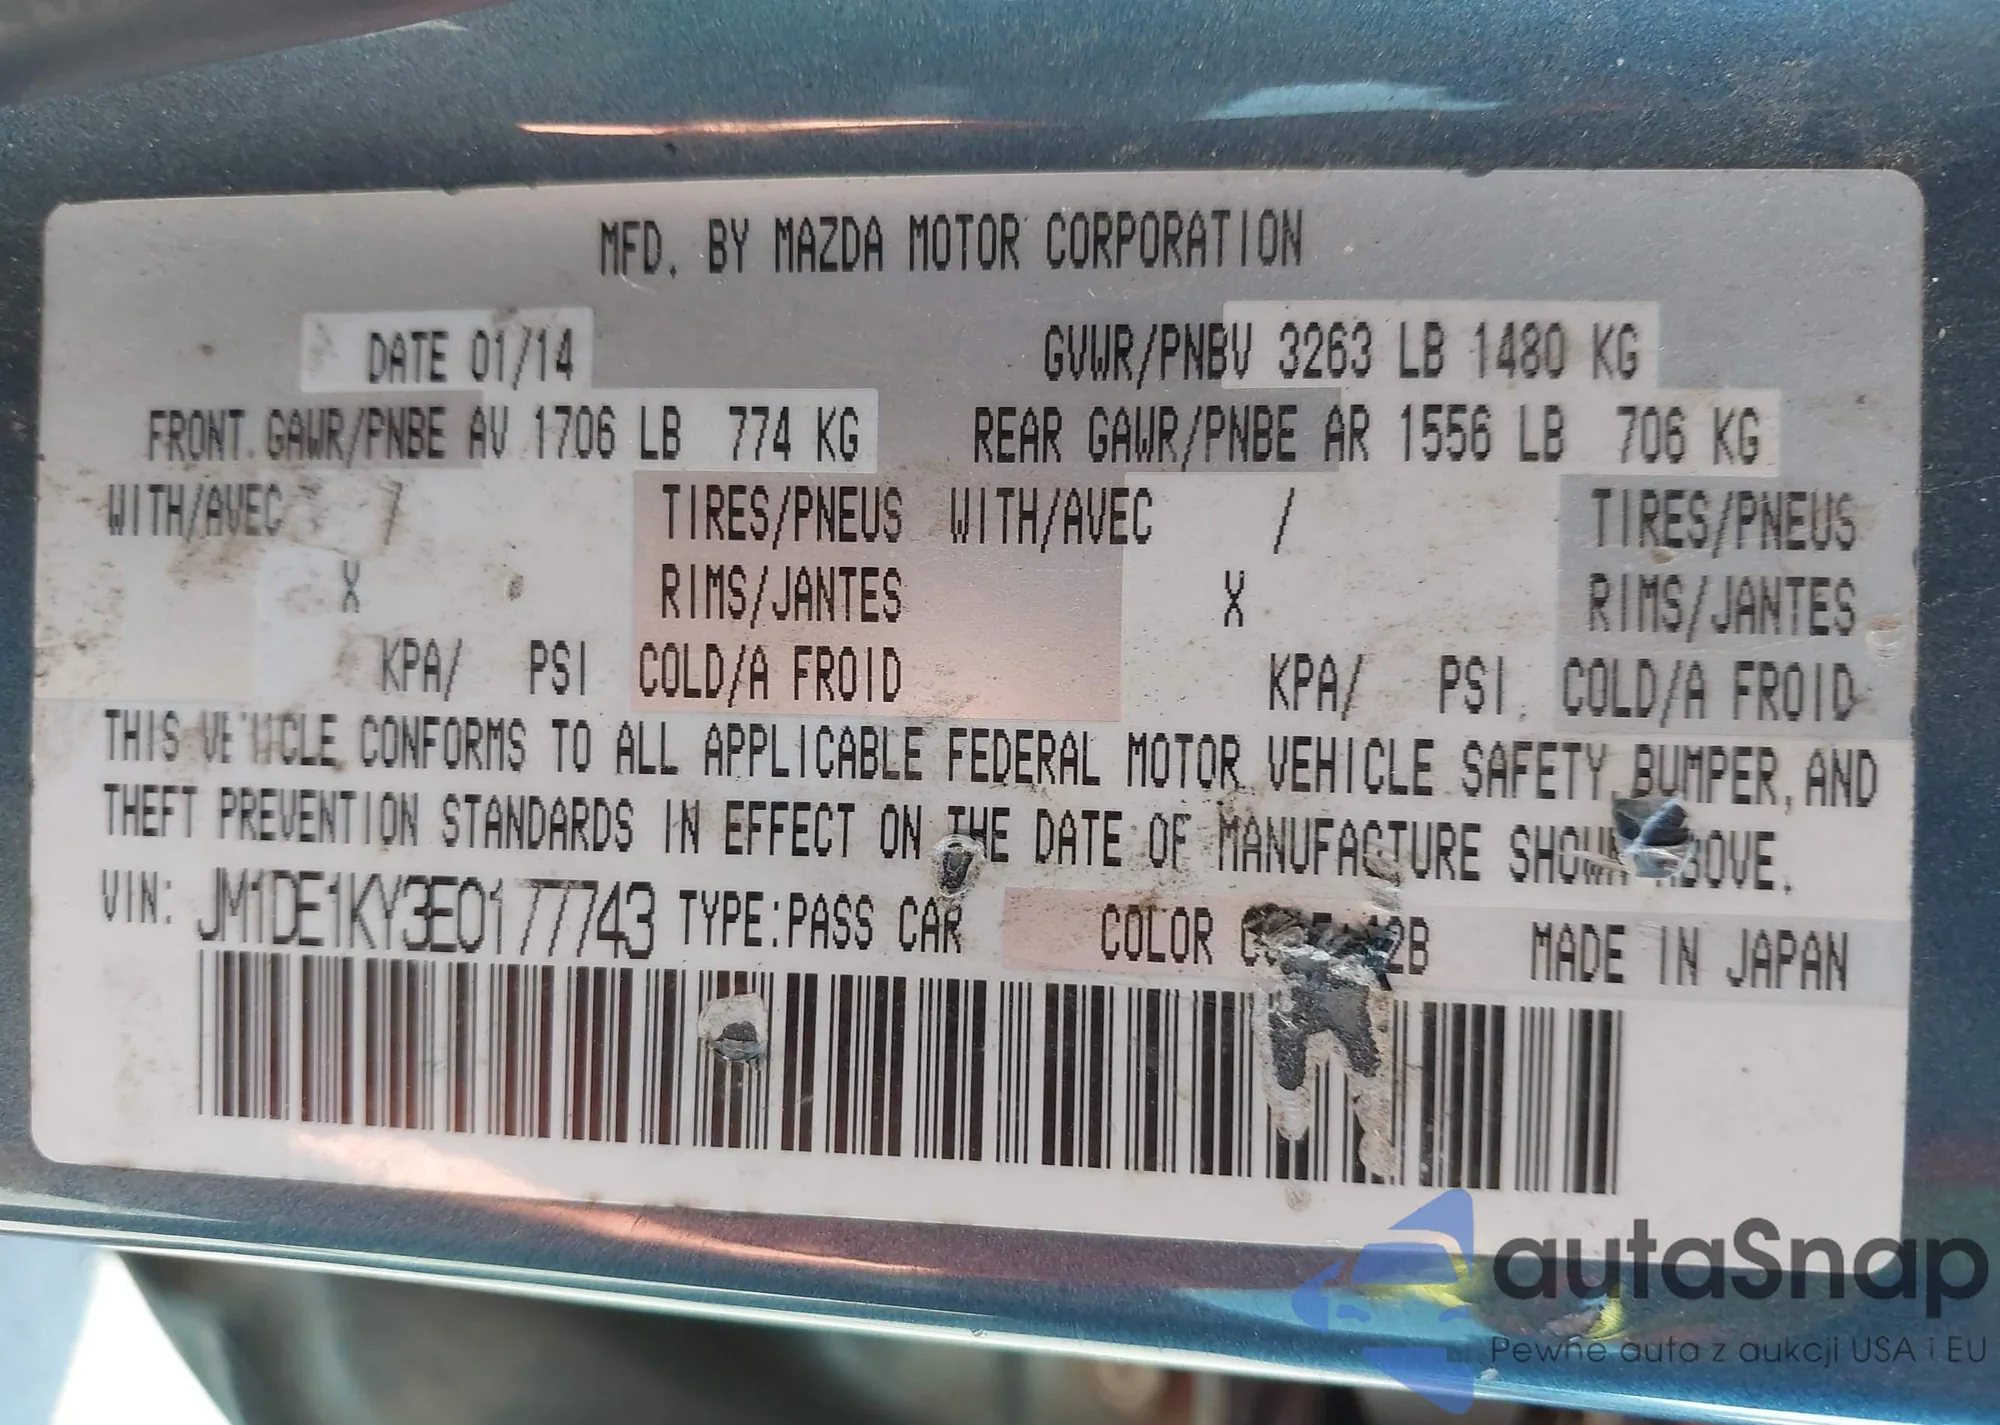 MFD. BY MAZDA MOTOR CORPORATION
DATE 01/14 GVWR/PNBV 3263 LB 1480 KG
FRONT GAWR/PNBE AV 1706 LB 774 KG REAR GAWR/PNBE AR 1556 LB 706 KG
WITH/AVEC / TIRES/PNEUS WITH/AVEC / TIRES/PNEUS
X RIMS/JANTES X RIMS/JANTES
KPA/ PSI COLD/A FROID KPA/ PSI COLD/A FROID
THIS VEHICLE CONFORMS TO ALL APPLICABLE FEDERAL MOTOR VEHICLE SAFETY, BUMPER, AND
THEFT PREVENTION STANDARDS IN EFFECT ON THE DATE OF MANUFACTURE SHOWN ABOVE.
VIN: JM1DE1KY3E0177743 TYPE:PASS CAR COLOR MADE IN JAPAN
autaSnap
Pewne auta z aukcji USA i EU